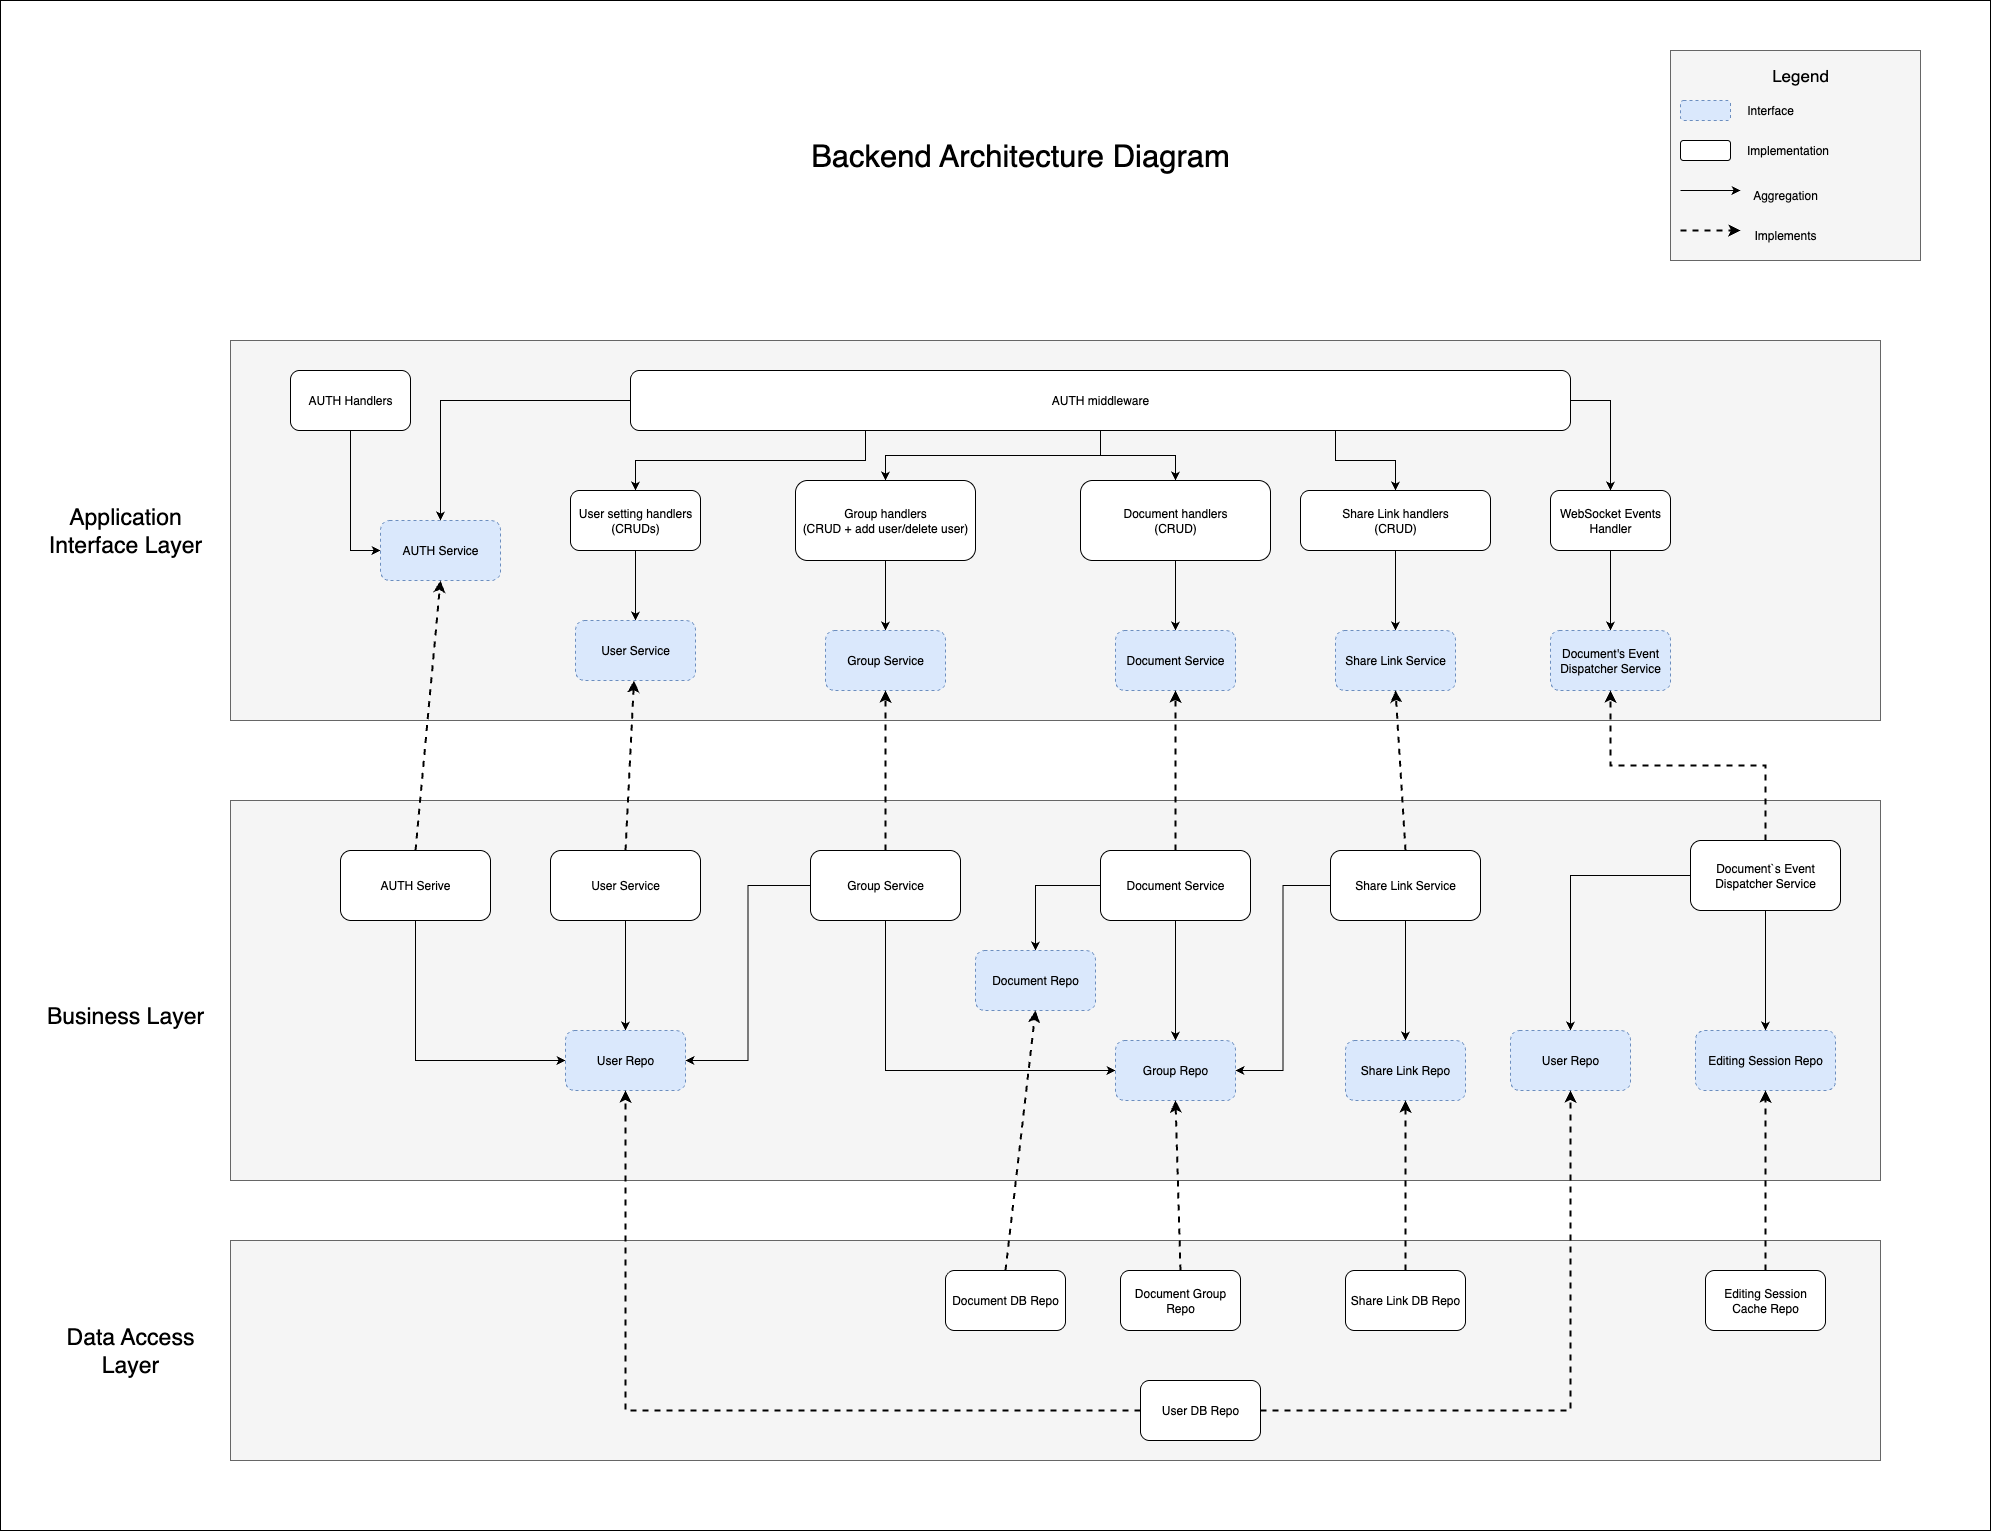 Backend Architecture Diagram
Legend
Interface
Implementation
Aggregation
Implements
Application
Interface Layer
AUTH Handlers
AUTH middleware
AUTH Service
User setting handlers
(CRUDs)
Group handlers
(CRUD + add user/delete user)
Document handlers
(CRUD)
Share Link handlers
(CRUD)
WebSocket Events
Handler
User Service
Group Service
Document Service
Share Link Service
Document's Event
Dispatcher Service
Business Layer
AUTH Serive
User Service
Group Service
Document Service
Share Link Service
Document`s Event
Dispatcher Service
Document Repo
User Repo
Group Repo
Share Link Repo
User Repo
Editing Session Repo
Data Access
Layer
Document DB Repo
Document Group
Repo
Share Link DB Repo
Editing Session
Cache Repo
User DB Repo